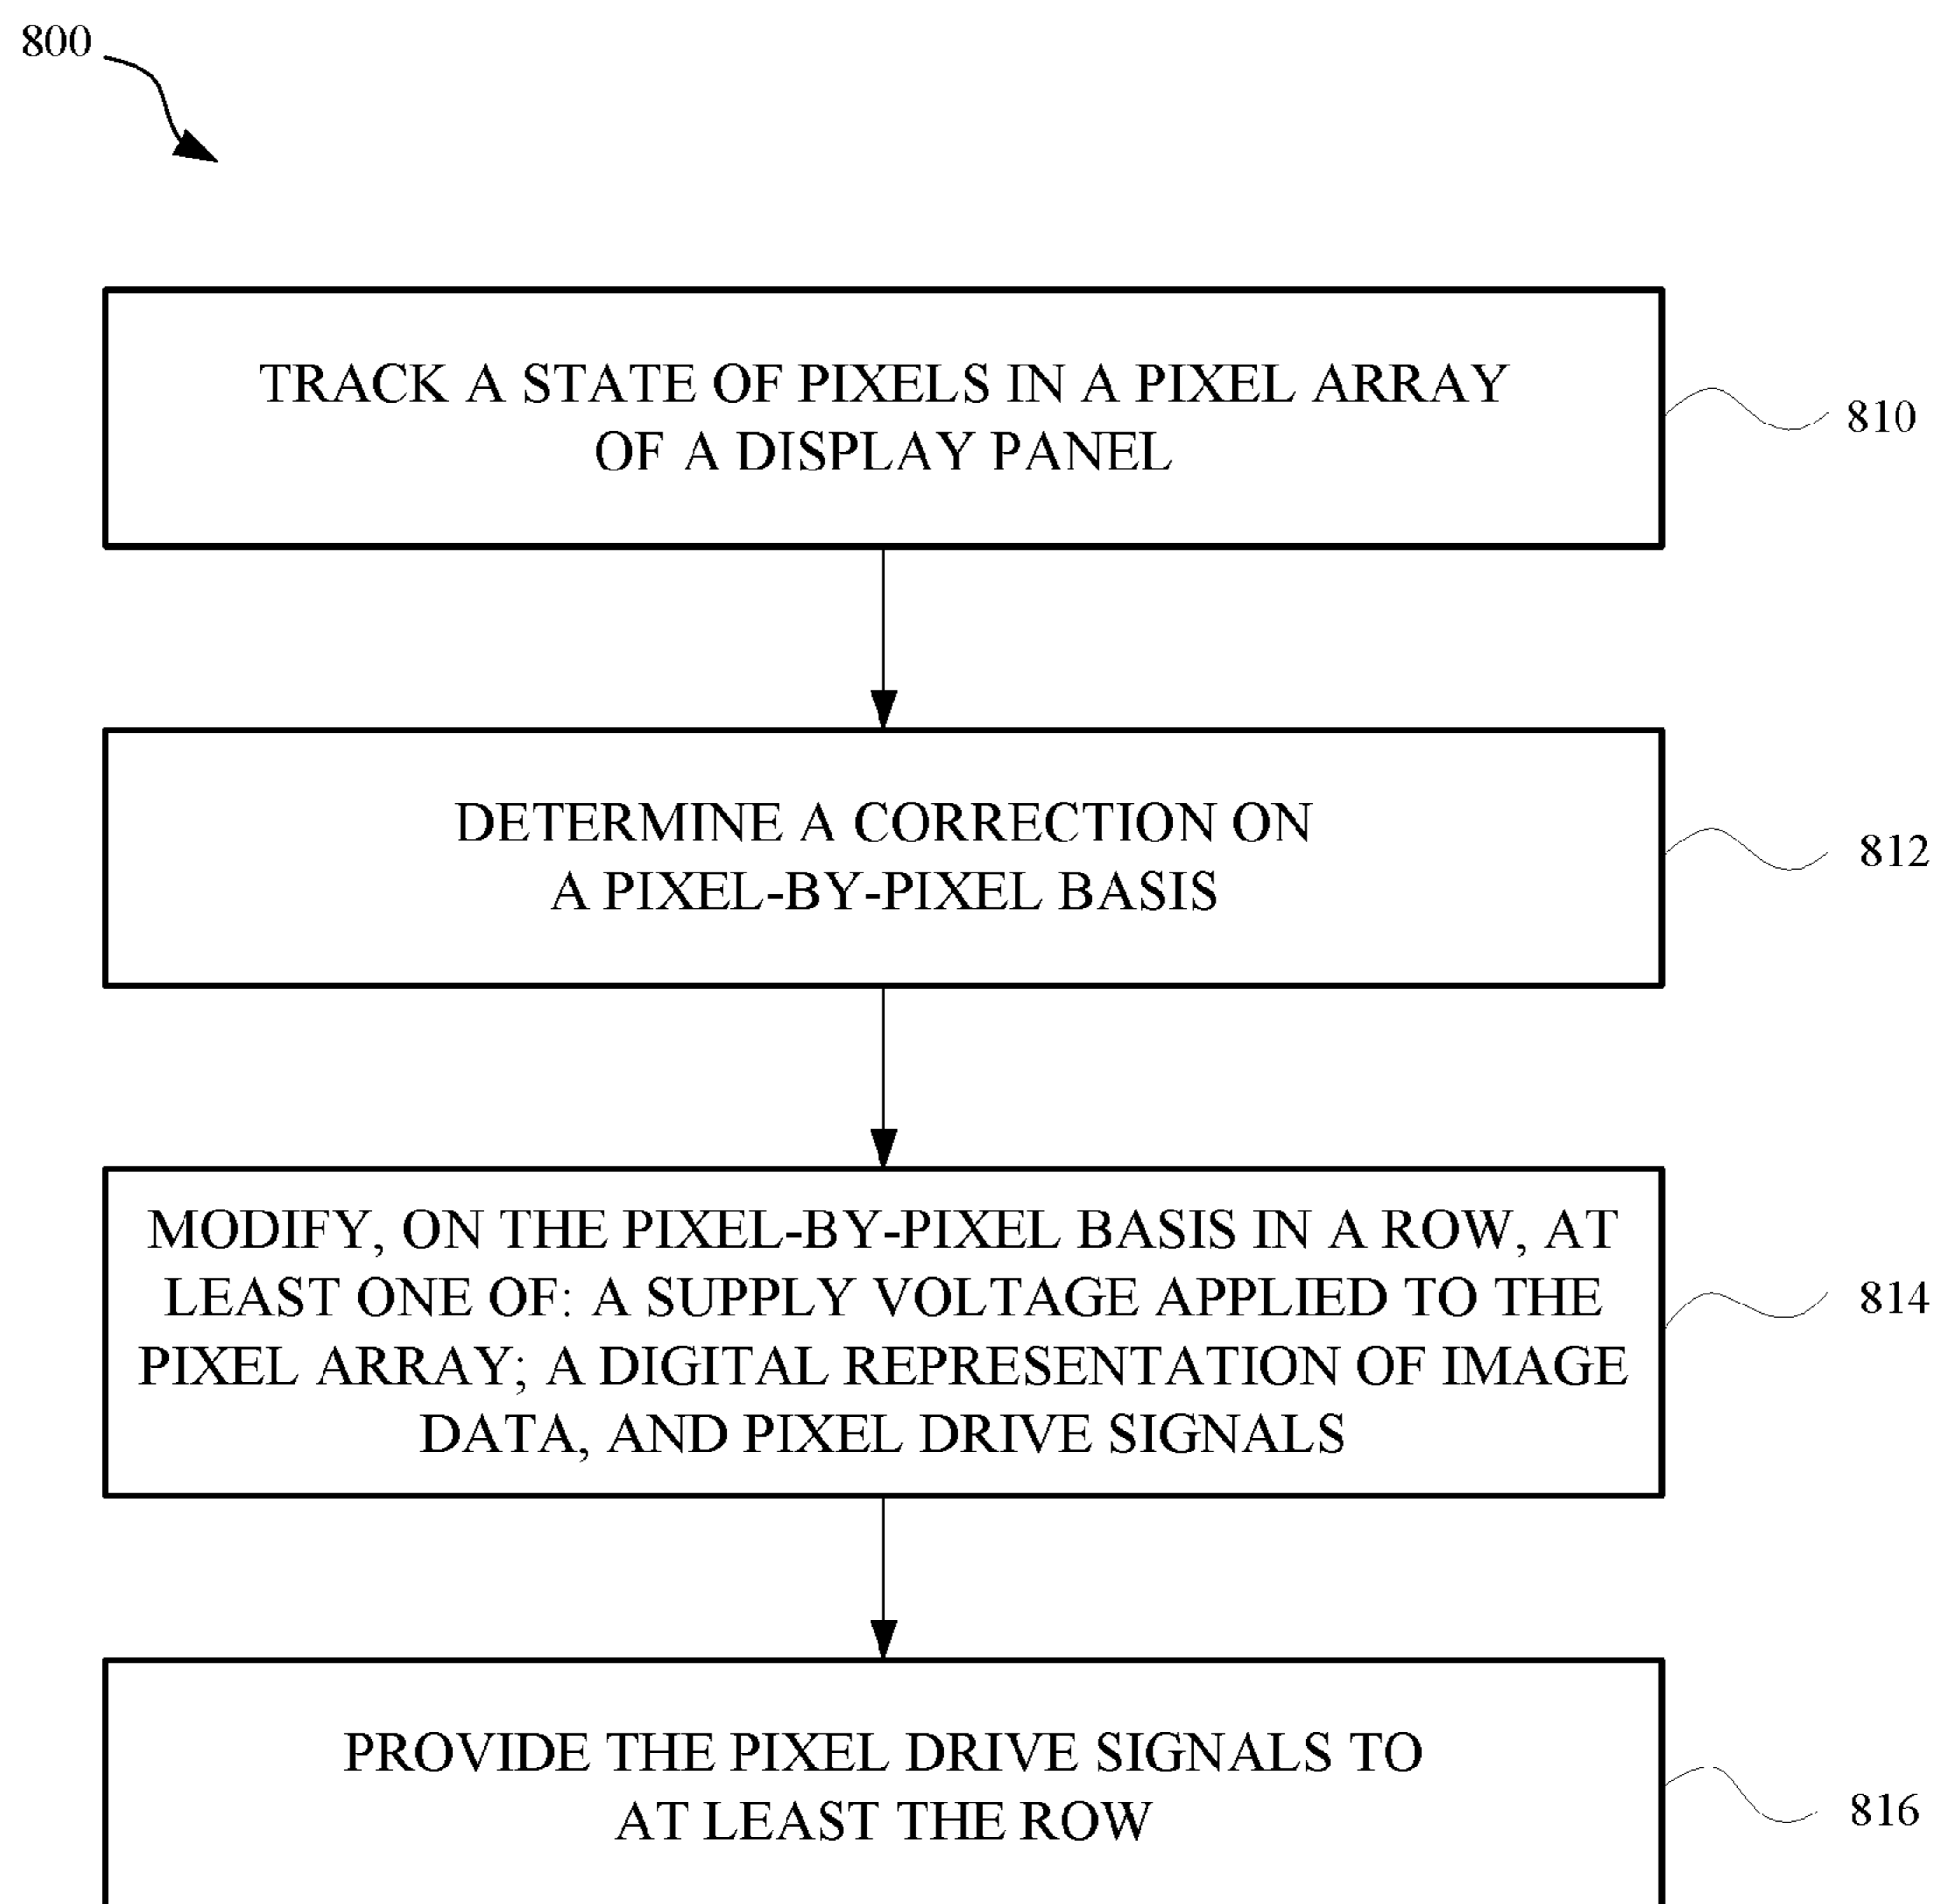 800
TRACK A STATE OF PIXELS IN A PIXEL ARRAY
OF A DISPLAY PANEL
810
DETERMINE A CORRECTION ON
A PIXEL-BY-PIXEL BASIS
812
MODIFY, ON THE PIXEL-BY-PIXEL BASIS IN A ROW, AT
LEAST ONE OF: A SUPPLY VOLTAGE APPLIED TO THE
PIXEL ARRAY; A DIGITAL REPRESENTATION OF IMAGE
DATA, AND PIXEL DRIVE SIGNALS
814
PROVIDE THE PIXEL DRIVE SIGNALS TO
AT LEAST THE ROW
816